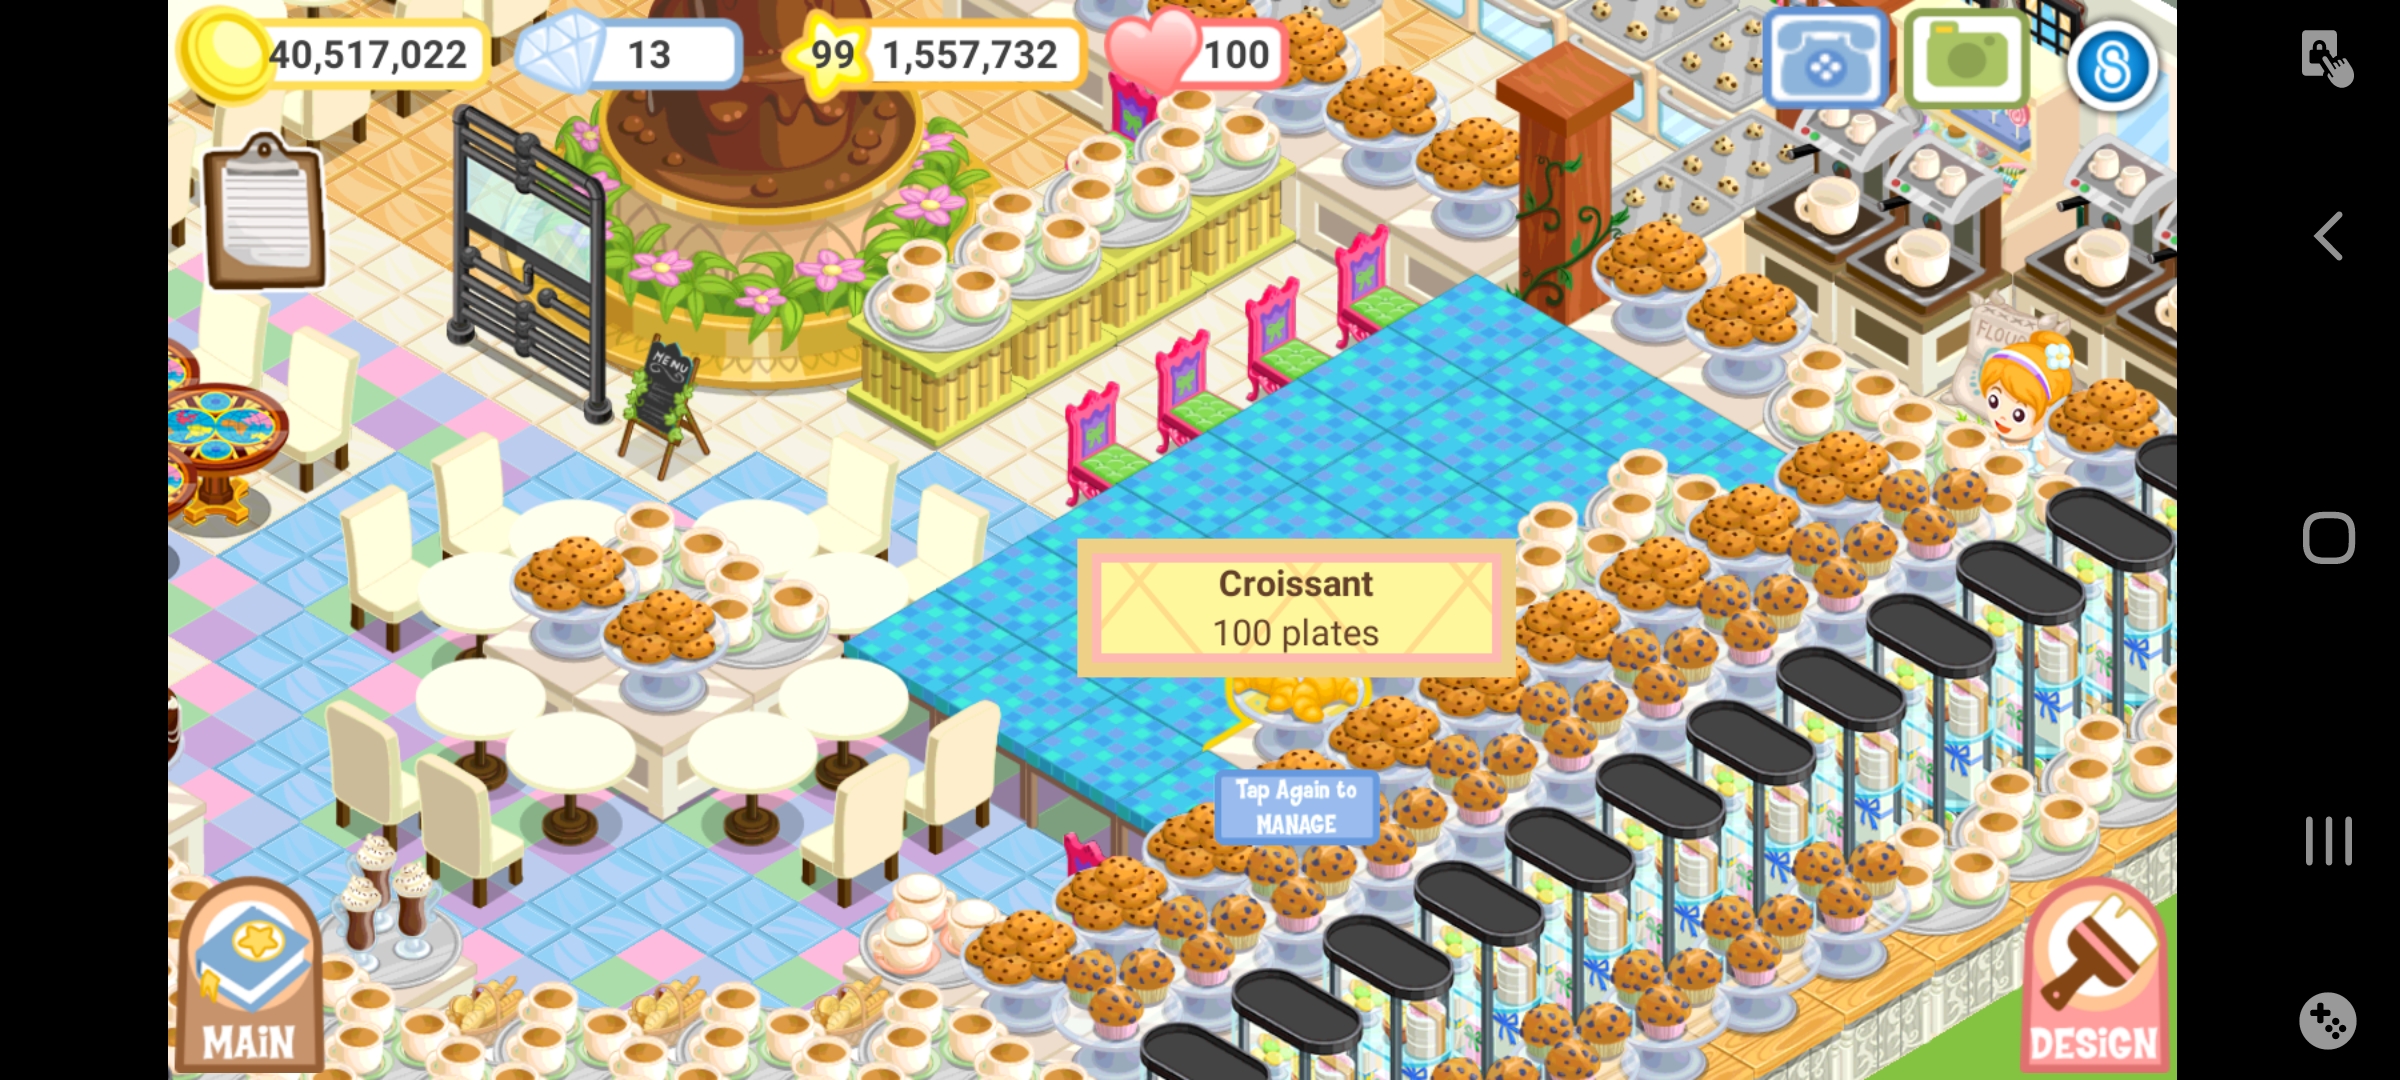 40,517,022
13
99
1,557,732
100
MENU
FLOUR
Croissant
100 plates
Tap Again to
MANAGE
MAiN
DESiGN